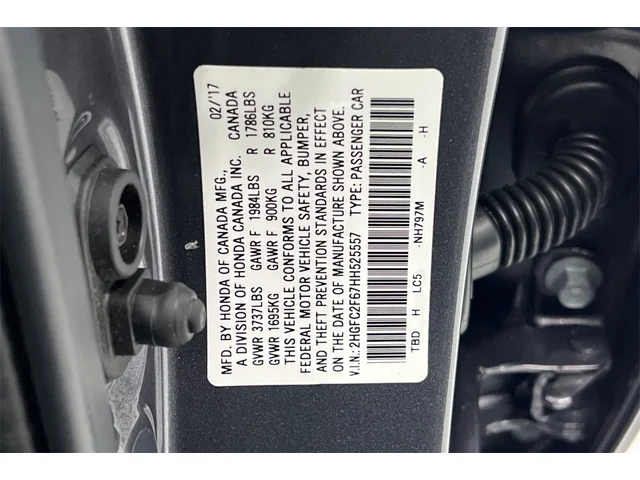 MFD. BY HONDA OF CANADA MFG., 02/'17
A DIVISION OF HONDA CANADA INC. CANADA
GVWR 3737LBS GAWR F 1984LBS R 1786LBS
GVWR 1695KG GAWR F 900KG R 810KG
THIS VEHICLE CONFORMS TO ALL APPLICABLE
FEDERAL MOTOR VEHICLE SAFETY, BUMPER,
AND THEFT PREVENTION STANDARDS IN EFFECT
ON THE DATE OF MANUFACTURE SHOWN ABOVE.
V.I.N.: 2HGFC2F67HH525557 TYPE: PASSENGER CAR
TBD H LC5 -NH797M -A -H